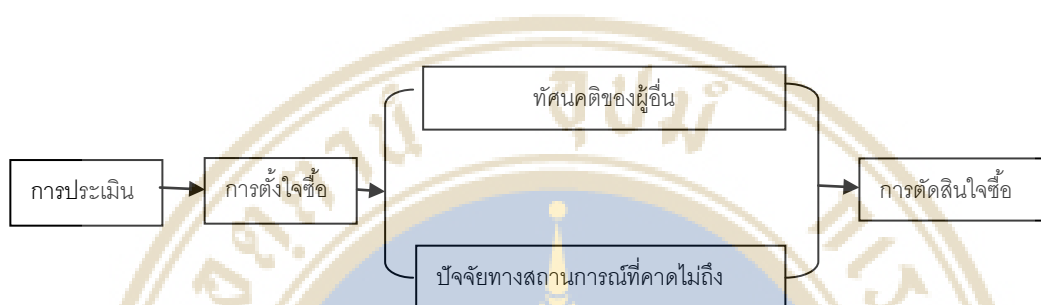 ทัศนคติของผู้อื่น
การประเมิน
การตั้งใจซื้อ
การตัดสินใจซื้อ
ปัจจัยทางสถานการณ์ที่คาดไม่ถึง